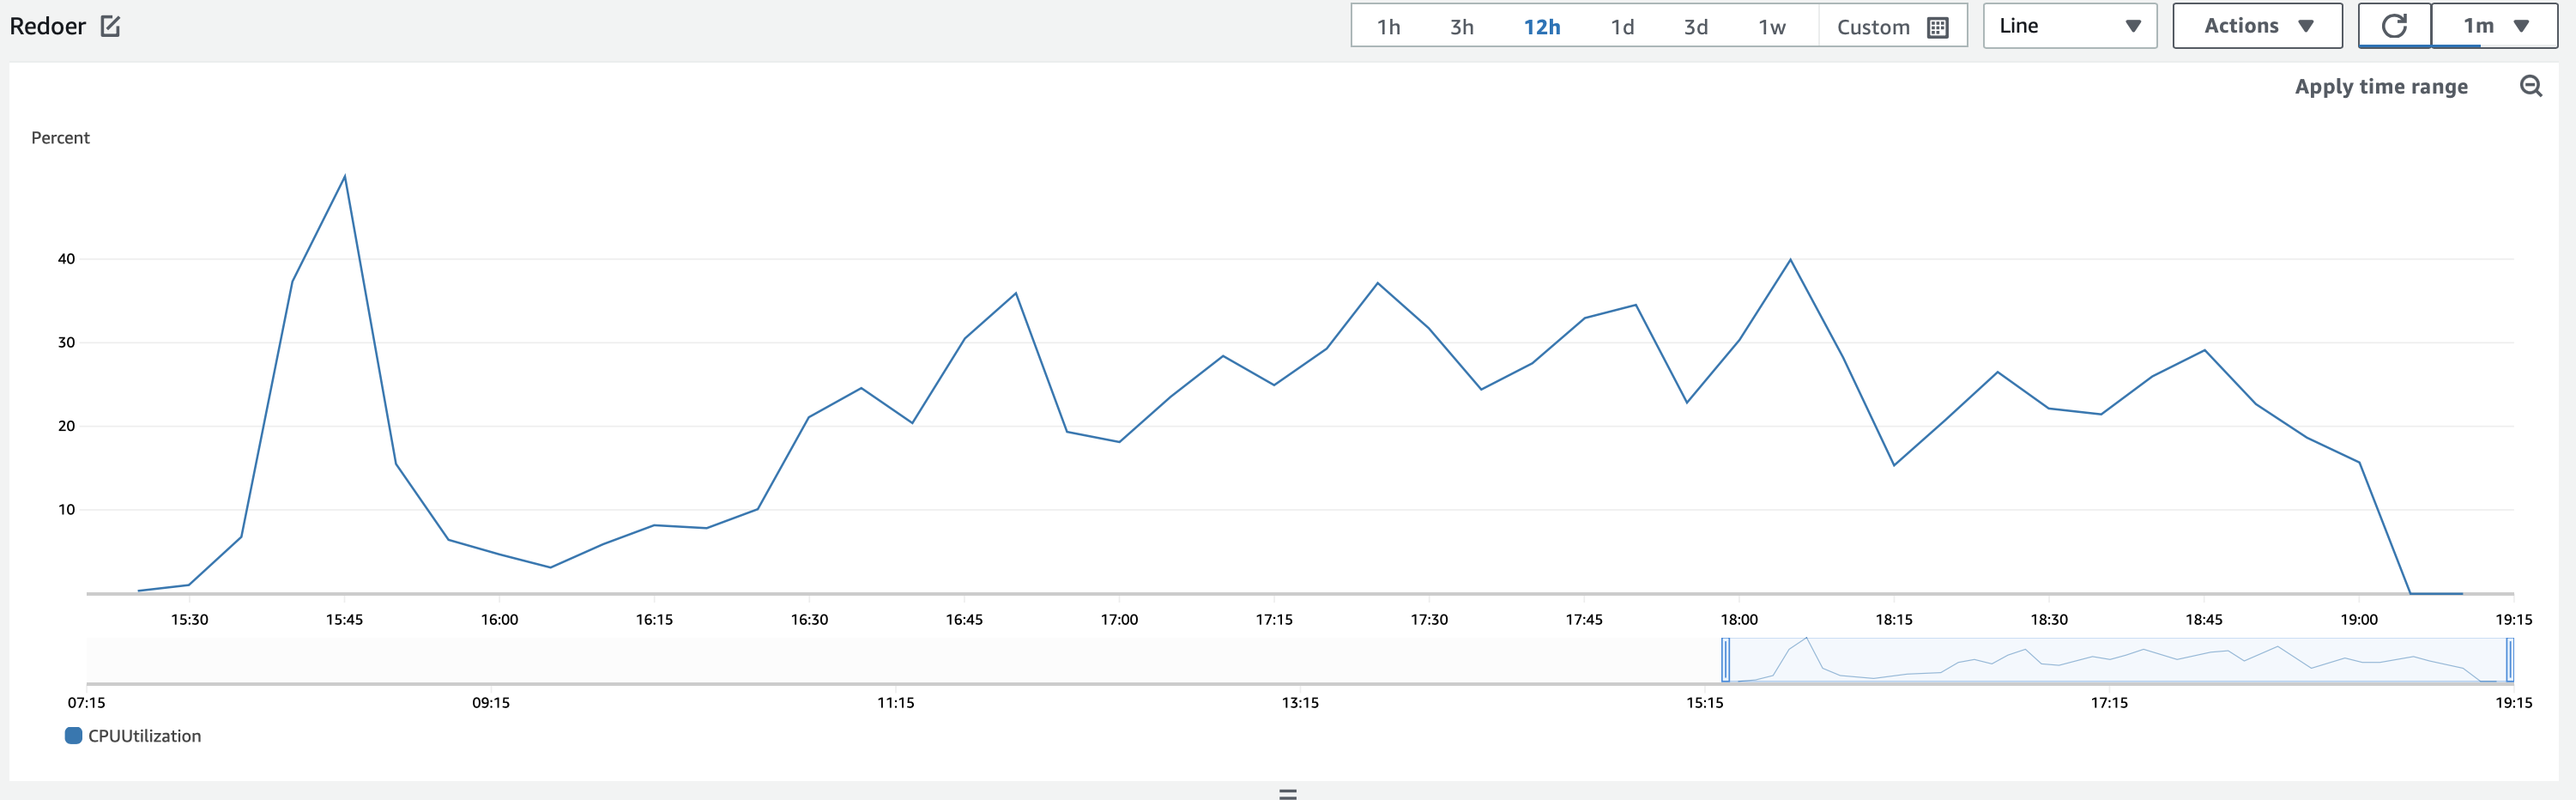 Redoer
1h 3h 12h 1d 3d 1w Custom
Line
Actions
1m
Apply time range
Percent
40
30
20
10
15:30 15:45 16:00 16:15 16:30 16:45 17:00 17:15 17:30 17:45 18:00 18:15 18:30 18:45 19:00 19:15
07:15 09:15 11:15 13:15 15:15 17:15 19:15
CPUUtilization